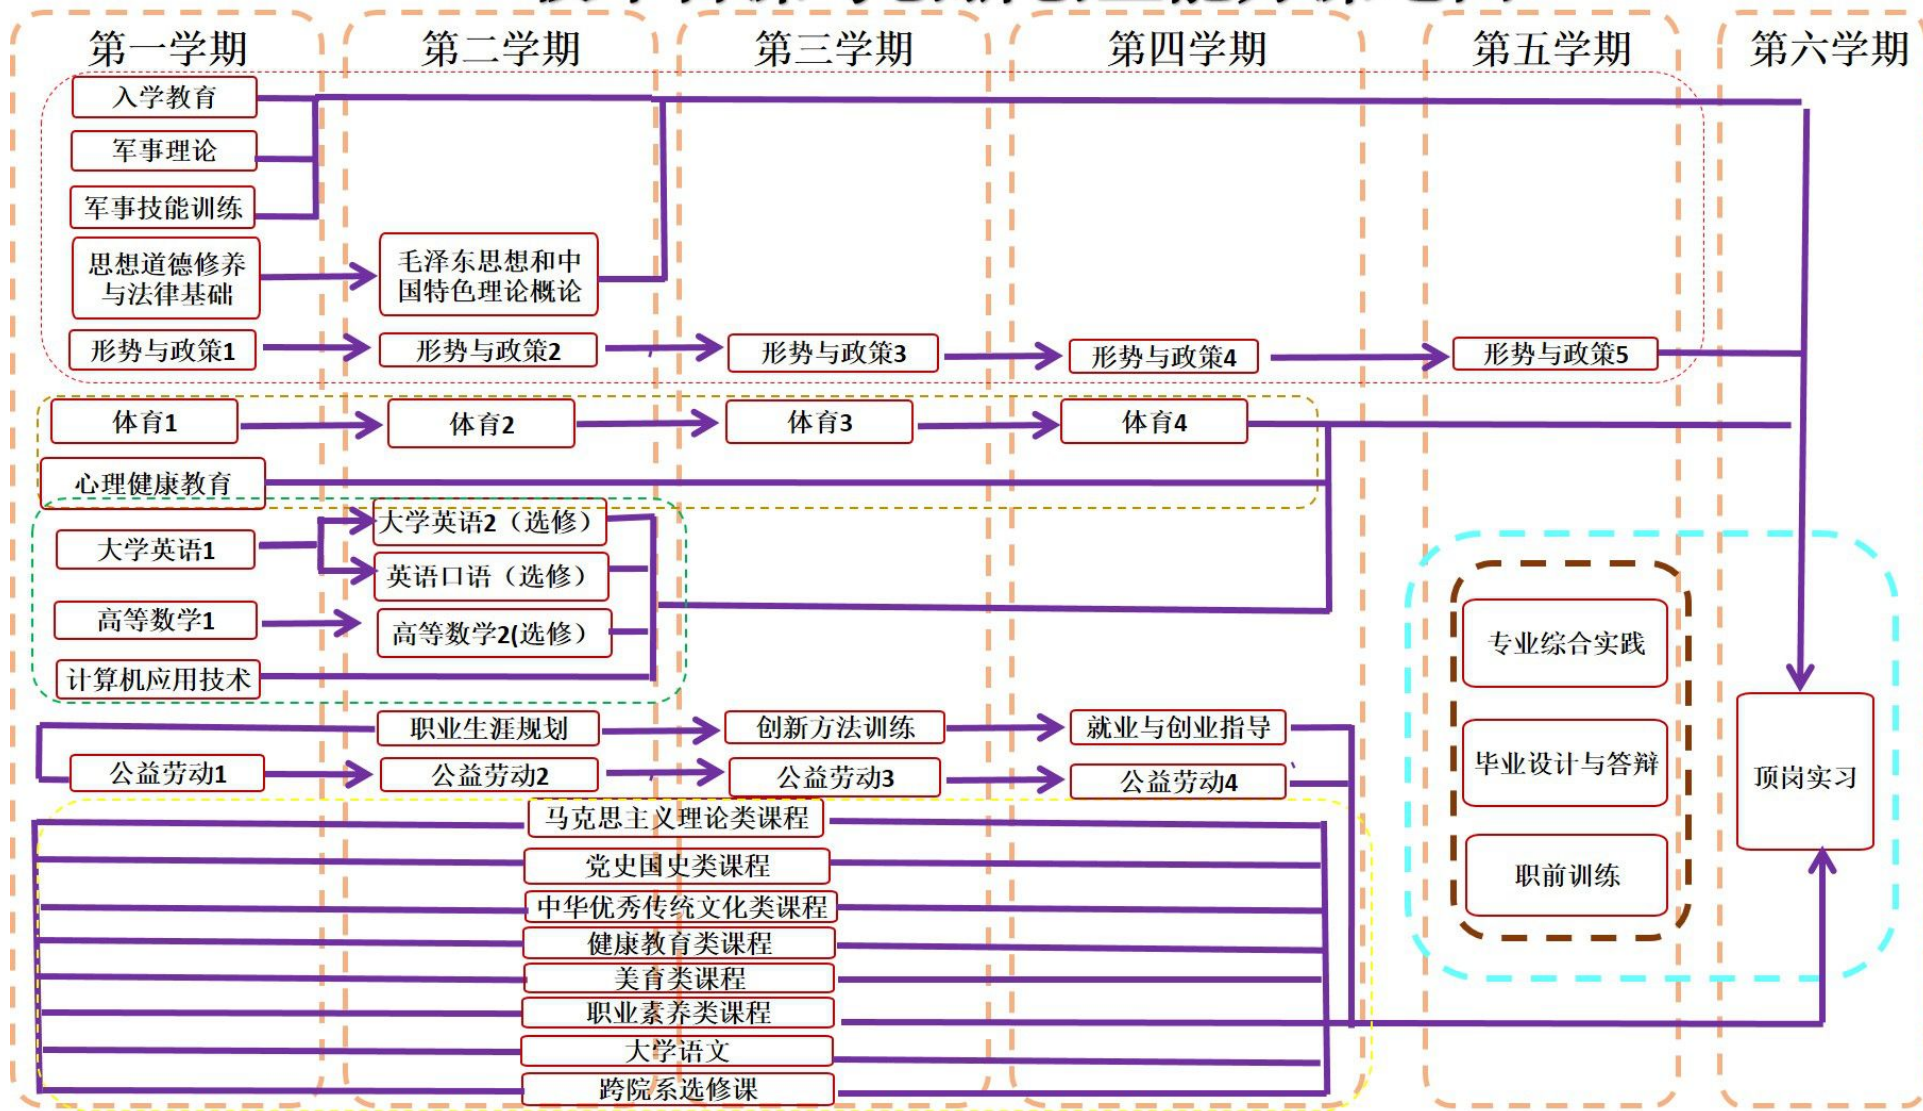 第一学期
第二学期
第三学期
第四学期
第五学期
第六学期
入学教育
军事理论
军事技能训练
思想道德修养
与法律基础
毛泽东思想和中
国特色理论概论
形势与政策1
形势与政策2
形势与政策3
形势与政策4
形势与政策5
体育1
体育2
体育3
体育4
心理健康教育
大学英语1
大学英语2（选修）
英语口语（选修）
高等数学1
高等数学2(选修）
计算机应用技术
职业生涯规划
创新方法训练
就业与创业指导
公益劳动1
公益劳动2
公益劳动3
公益劳动4
马克思主义理论类课程
党史国史类课程
中华优秀传统文化类课程
健康教育类课程
美育类课程
职业素养类课程
大学语文
跨院系选修课
专业综合实践
毕业设计与答辩
职前训练
顶岗实习